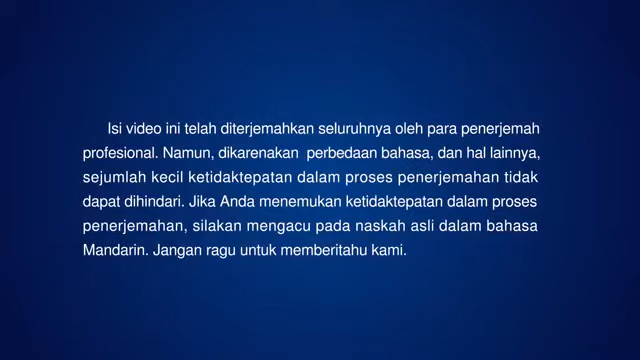 Isi video ini telah diterjemahkan seluruhnya oleh para penerjemah
profesional. Namun, dikarenakan perbedaan bahasa, dan hal lainnya,
sejumlah kecil ketidaktepatan dalam proses penerjemahan tidak
dapat dihindari. Jika Anda menemukan ketidaktepatan dalam proses
penerjemahan, silakan mengacu pada naskah asli dalam bahasa
Mandarin. Jangan ragu untuk memberitahu kami.